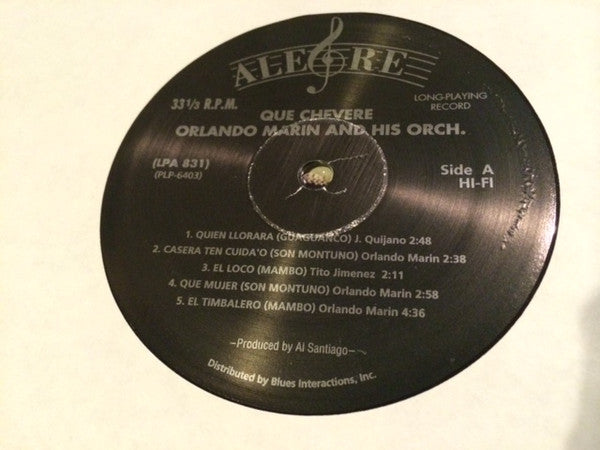 ALEGRE
33 1/3 R.P.M.
LONG-PLAYING
RECORD
QUE CHEVERE
ORLANDO MARIN AND HIS ORCH.
(LPA 831)
(PLP-6403)
Side A
HI-FI
1. QUIEN LLORARA (GUAGUANCO) J. Quijano 2:48
2. CASERA TEN CUIDA'O (SON MONTUNO) Orlando Marin 2:38
3. EL LOCO (MAMBO) Tito Jimenez 2:11
4. QUE MUJER (SON MONTUNO) Orlando Marin 2:58
5. EL TIMBALERO (MAMBO) Orlando Marin 4:36
—Produced by Al Santiago—
Distributed by Blues Interactions, Inc.